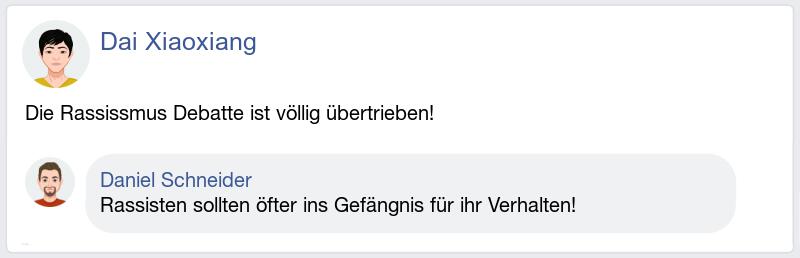 Dai Xiaoxiang
Die Rassissmus Debatte ist völlig übertrieben!
Daniel Schneider
Rassisten sollten öfter ins Gefängnis für ihr Verhalten!